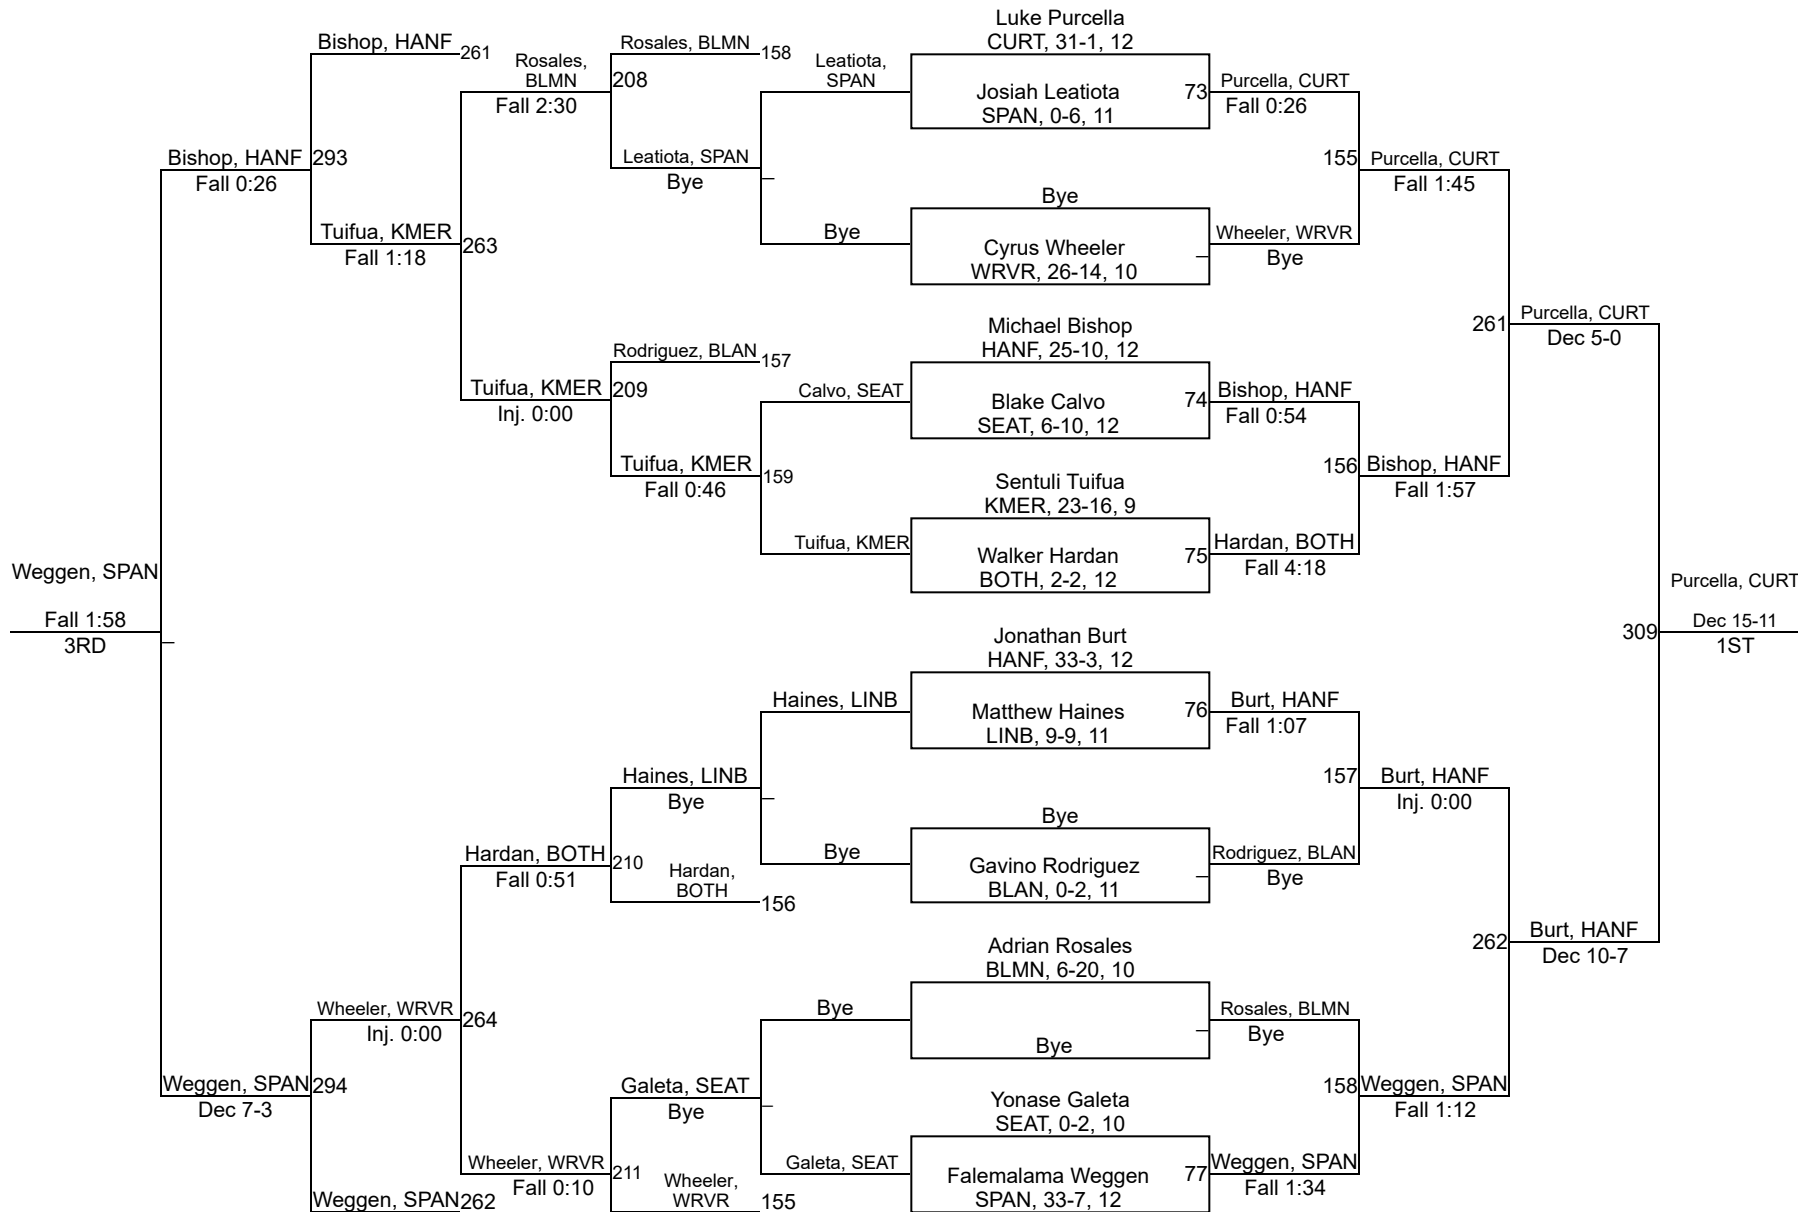 Luke Purcella
CURT, 31-1, 12
Josiah Leatiota
SPAN, 0-6, 11
73
Bye
Cyrus Wheeler
WRVR, 26-14, 10
–
Michael Bishop
HANF, 25-10, 12
Blake Calvo
SEAT, 6-10, 12
74
Sentuli Tuifua
KMER, 23-16, 9
Walker Hardan
BOTH, 2-2, 12
75
Jonathan Burt
HANF, 33-3, 12
Matthew Haines
LINB, 9-9, 11
76
Bye
Gavino Rodriguez
BLAN, 0-2, 11
–
Adrian Rosales
BLMN, 6-20, 10
Bye
–
Yonase Galeta
SEAT, 0-2, 10
Falemalama Weggen
SPAN, 33-7, 12
77
Purcella, CURT
Fall 0:26
Wheeler, WRVR
Bye
Bishop, HANF
Fall 0:54
Hardan, BOTH
Fall 4:18
Burt, HANF
Fall 1:07
Rodriguez, BLAN
Bye
Rosales, BLMN
Bye
Weggen, SPAN
Fall 1:34
155
Purcella, CURT
Fall 1:45
156
Bishop, HANF
Fall 1:57
157
Burt, HANF
Inj. 0:00
158
Weggen, SPAN
Fall 1:12
261
Purcella, CURT
Dec 5-0
262
Burt, HANF
Dec 10-7
309
Purcella, CURT
Dec 15-11
1ST
Leatiota,
SPAN
Bye
Calvo, SEAT
Tuifua, KMER
Haines, LINB
Bye
Bye
Galeta, SEAT
Rosales, BLMN
158
Leatiota, SPAN
Bye
–
Rodriguez, BLAN
157
Tuifua, KMER
Fall 0:46
159
Haines, LINB
Bye
–
Hardan,
BOTH
156
Galeta, SEAT
Bye
–
Wheeler,
WRVR
155
Rosales,
BLMN
Fall 2:30
208
Tuifua, KMER
Inj. 0:00
209
Hardan, BOTH
Fall 0:51
210
Wheeler, WRVR
Fall 0:10
211
Bishop, HANF
261
Tuifua, KMER
Fall 1:18
263
Wheeler, WRVR
Inj. 0:00
264
Weggen, SPAN
262
Bishop, HANF
Fall 0:26
293
Weggen, SPAN
Dec 7-3
294
Weggen, SPAN
Fall 1:58
3RD
–